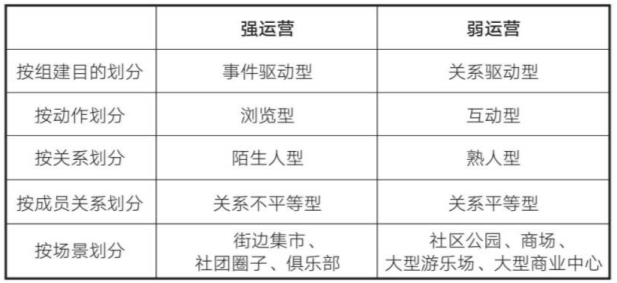 强运营 弱运营
按组建目的划分 事件驱动型 关系驱动型
按动作划分 浏览型 互动型
按关系划分 陌生人型 熟人型
按成员关系划分 关系不平等型 关系平等型
按场景划分 街边集市、 社区公园、商场、
社团圈子、俱乐部 大型游乐场、大型商业中心